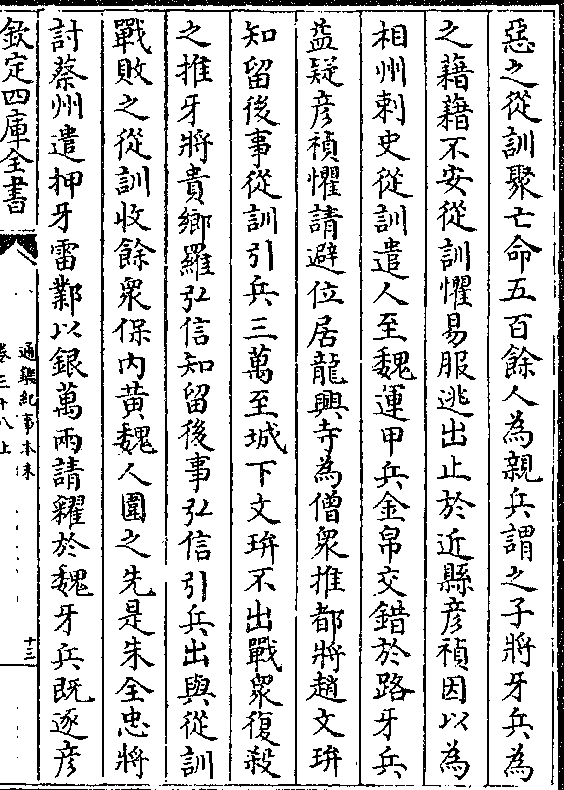 惡之從訓聚亡命五百餘人為親兵謂之子將牙兵為
之藉藉不安從訓懼易服逃出止於近縣彦禎因以為
相州刺史從訓遣人至魏運甲兵金帛交錯於路牙兵
益疑彦禎懼請避位居龍興寺為僧衆推都將趙文㺹
知留後事從訓引兵三萬至城下文㺹不出戰衆復殺
之推牙將貴鄉羅弘信知留後事弘信引兵出與從訓
戰敗之從訓收餘衆保内黄魏人圍之先是朱全忠將
討蔡州遣押牙雷鄴以銀萬兩請糴於魏牙兵既逐彦
欽定四庫全書
通鑑紀事本末
卷三十八上
十三